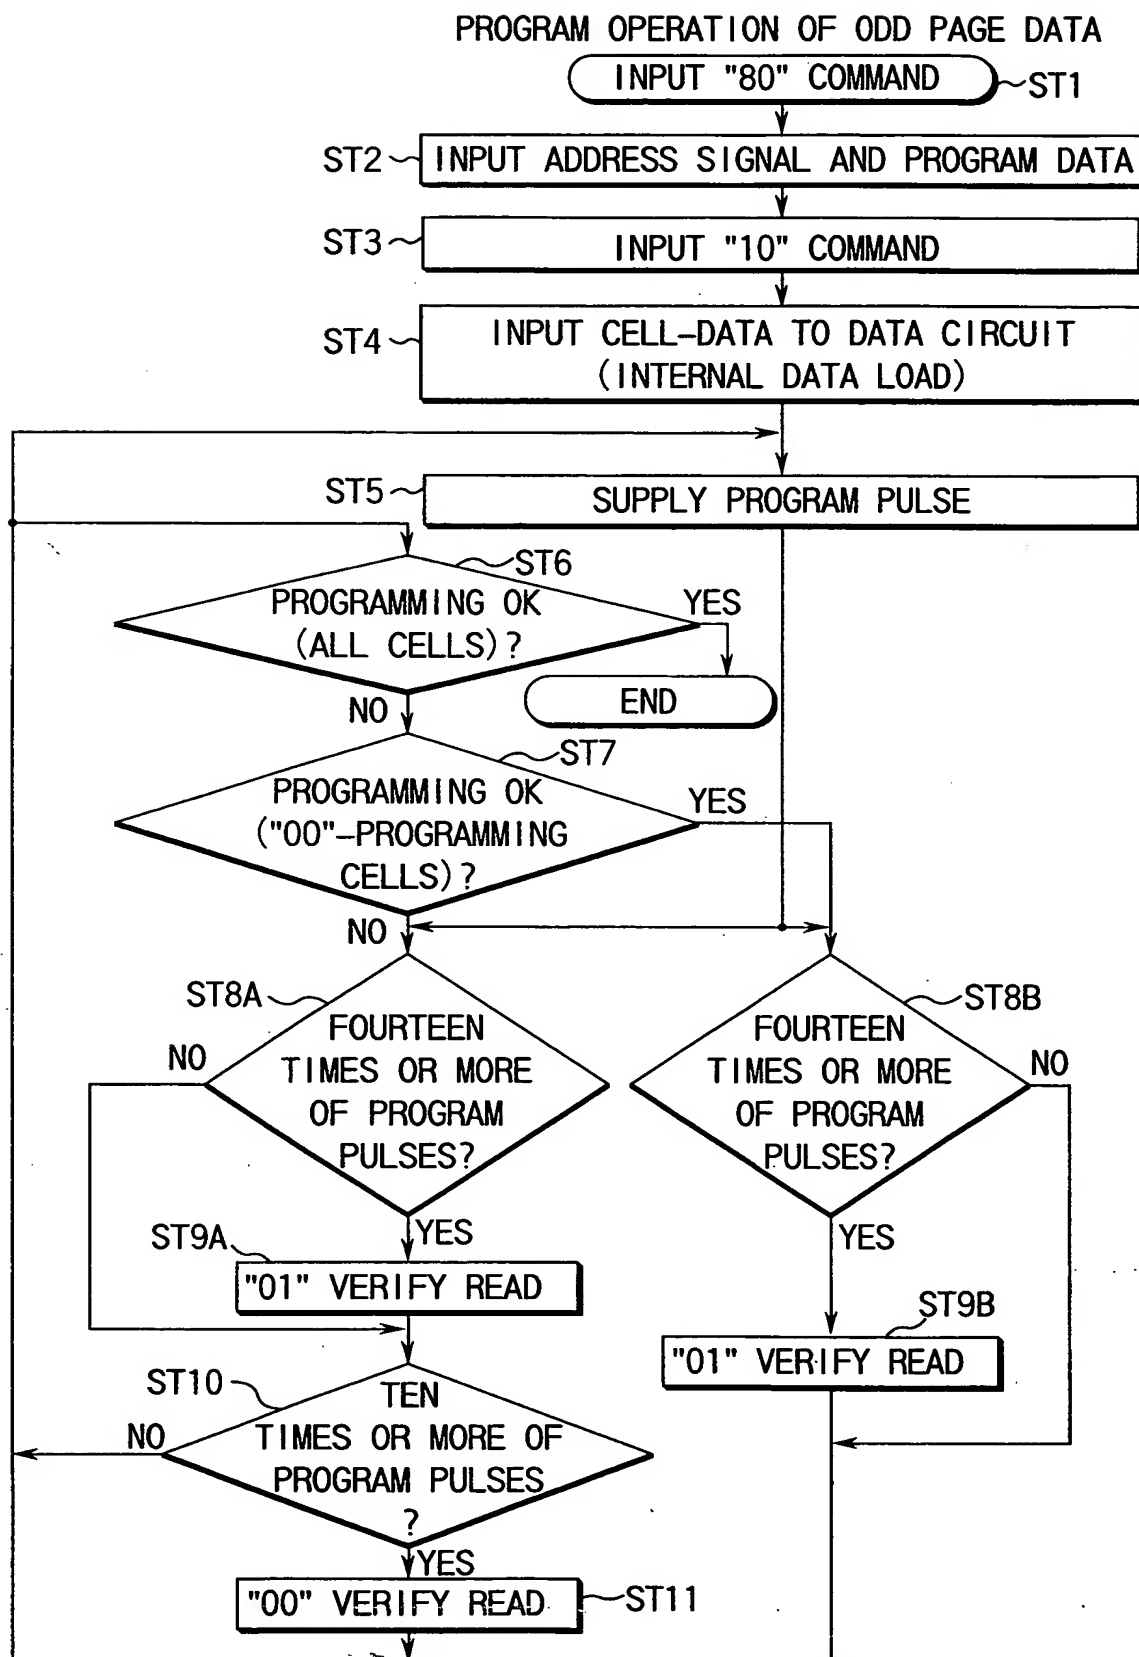 PROGRAM OPERATION OF ODD PAGE DATA
INPUT "80" COMMAND
ST1
ST2
INPUT ADDRESS SIGNAL AND PROGRAM DATA
ST3
INPUT "10" COMMAND
ST4
INPUT CELL-DATA TO DATA CIRCUIT
(INTERNAL DATA LOAD)
ST5
SUPPLY PROGRAM PULSE
ST6
PROGRAMMING OK
(ALL CELLS)?
YES
END
NO
ST7
PROGRAMMING OK
("00"-PROGRAMMING
CELLS)?
YES
NO
ST8A
FOURTEEN
TIMES OR MORE
OF PROGRAM
PULSES?
NO
YES
ST8B
FOURTEEN
TIMES OR MORE
OF PROGRAM
PULSES?
NO
YES
ST9A
"01" VERIFY READ
ST9B
"01" VERIFY READ
ST10
TEN
TIMES OR MORE OF
PROGRAM PULSES
?
NO
YES
"00" VERIFY READ
ST11